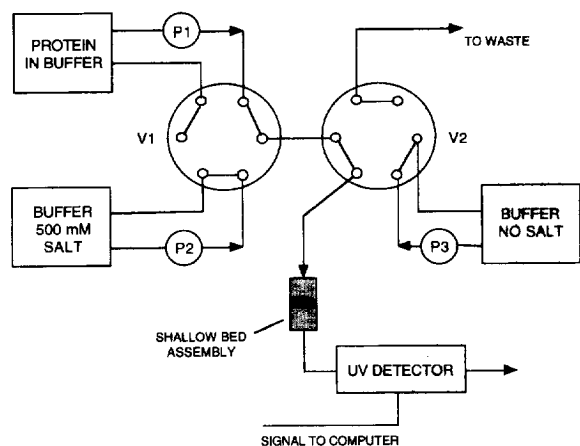 PROTEIN
IN BUFFER
P1
TO WASTE
V1
V2
BUFFER
500 mM
SALT
P2
P3
BUFFER
NO SALT
SHALLOW BED
ASSEMBLY
UV DETECTOR
SIGNAL TO COMPUTER